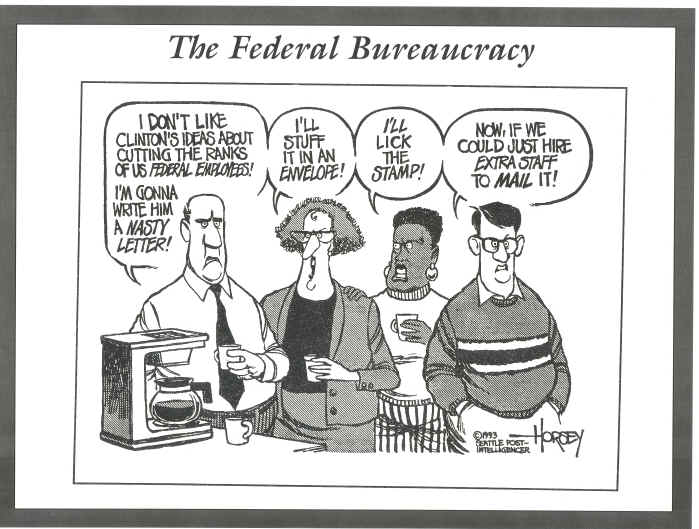 The Federal Bureaucracy
I DON'T LIKE
CLINTON'S IDEAS ABOUT
CUTTING THE RANKS
OF US FEDERAL EMPLOYEES!
I'M GONNA
WRITE HIM
A NASTY
LETTER!
I'LL
STUFF
IT IN AN
ENVELOPE!
I'LL
LICK
THE
STAMP!
NOW, IF WE
COULD JUST HIRE
EXTRA STAFF
TO MAIL IT!
©1993
SEATTLE POST-
INTELLIGENCER
HORSEY